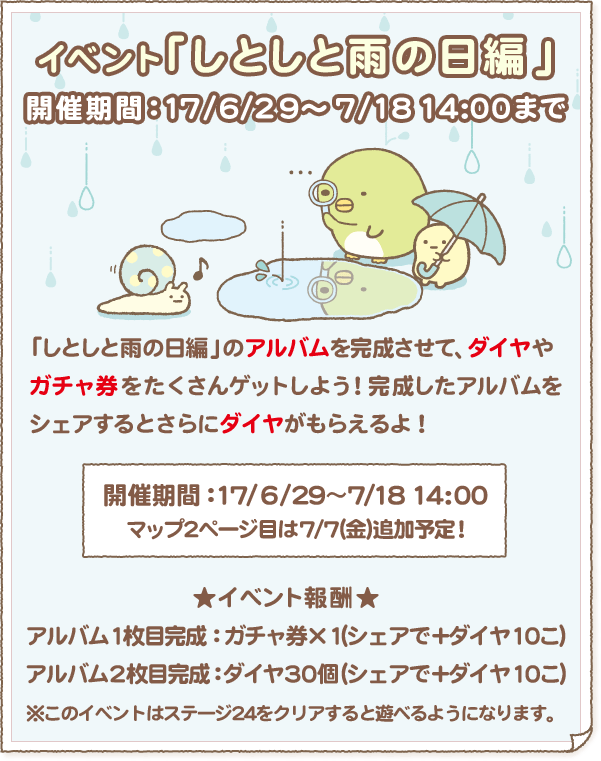 イベント「しとしと雨の日編」
開催期間：17/6/29～7/18 14:00まで
…
「しとしと雨の日編」のアルバムを完成させて、ダイヤや
ガチャ券をたくさんゲットしよう！完成したアルバムを
シェアするとさらにダイヤがもらえるよ！
開催期間：17/6/29～7/18 14:00
マップ2ページ目は7/7(金)追加予定！
★イベント報酬★
アルバム1枚目完成：ガチャ券×1(シェアで＋ダイヤ10こ)
アルバム2枚目完成：ダイヤ30個(シェアで＋ダイヤ10こ)
※このイベントはステージ24をクリアすると遊べるようになります。